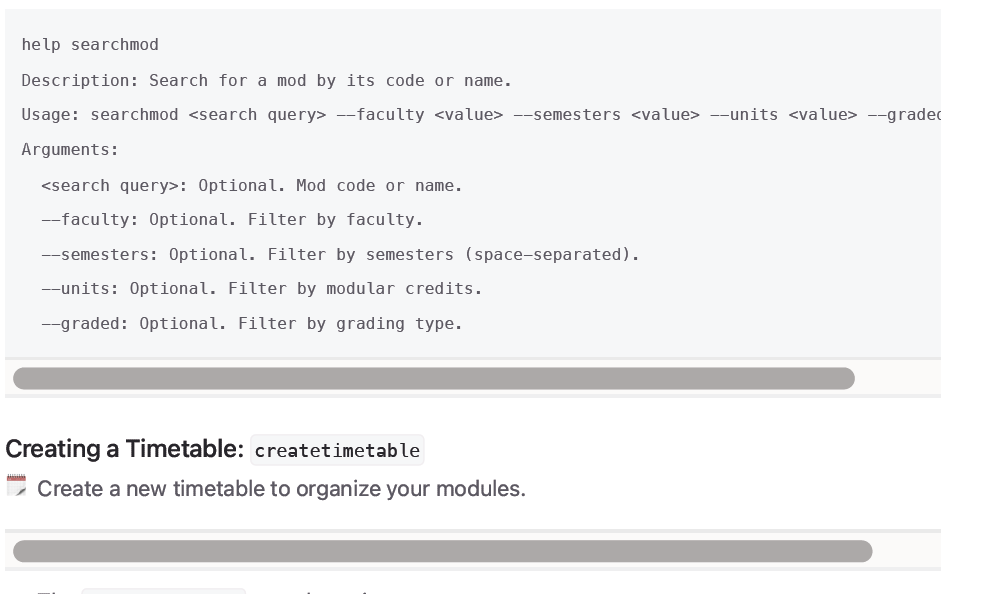 help searchmod
Description: Search for a mod by its code or name.
Usage: searchmod <search query> --faculty <value> --semesters <value> --units <value> --graded
Arguments:
<search query>: Optional. Mod code or name.
--faculty: Optional. Filter by faculty.
--semesters: Optional. Filter by semesters (space-separated).
--units: Optional. Filter by modular credits.
--graded: Optional. Filter by grading type.
Creating a Timetable: createtimetable
Create a new timetable to organize your modules.